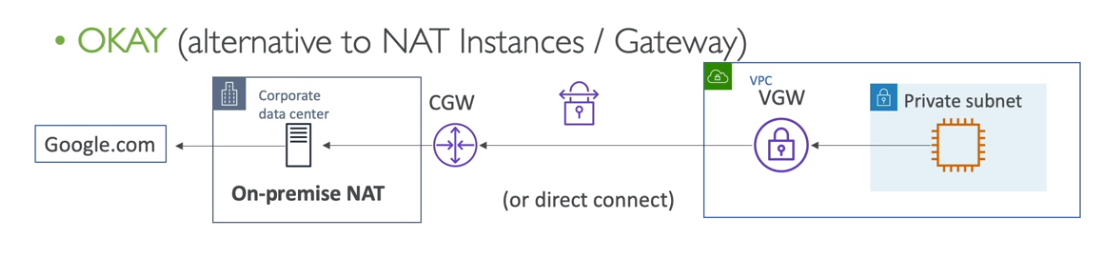 • OKAY (alternative to NAT Instances / Gateway)
Corporate
data center
CGW
VPC
VGW
Private subnet
Google.com
On-premise NAT
(or direct connect)